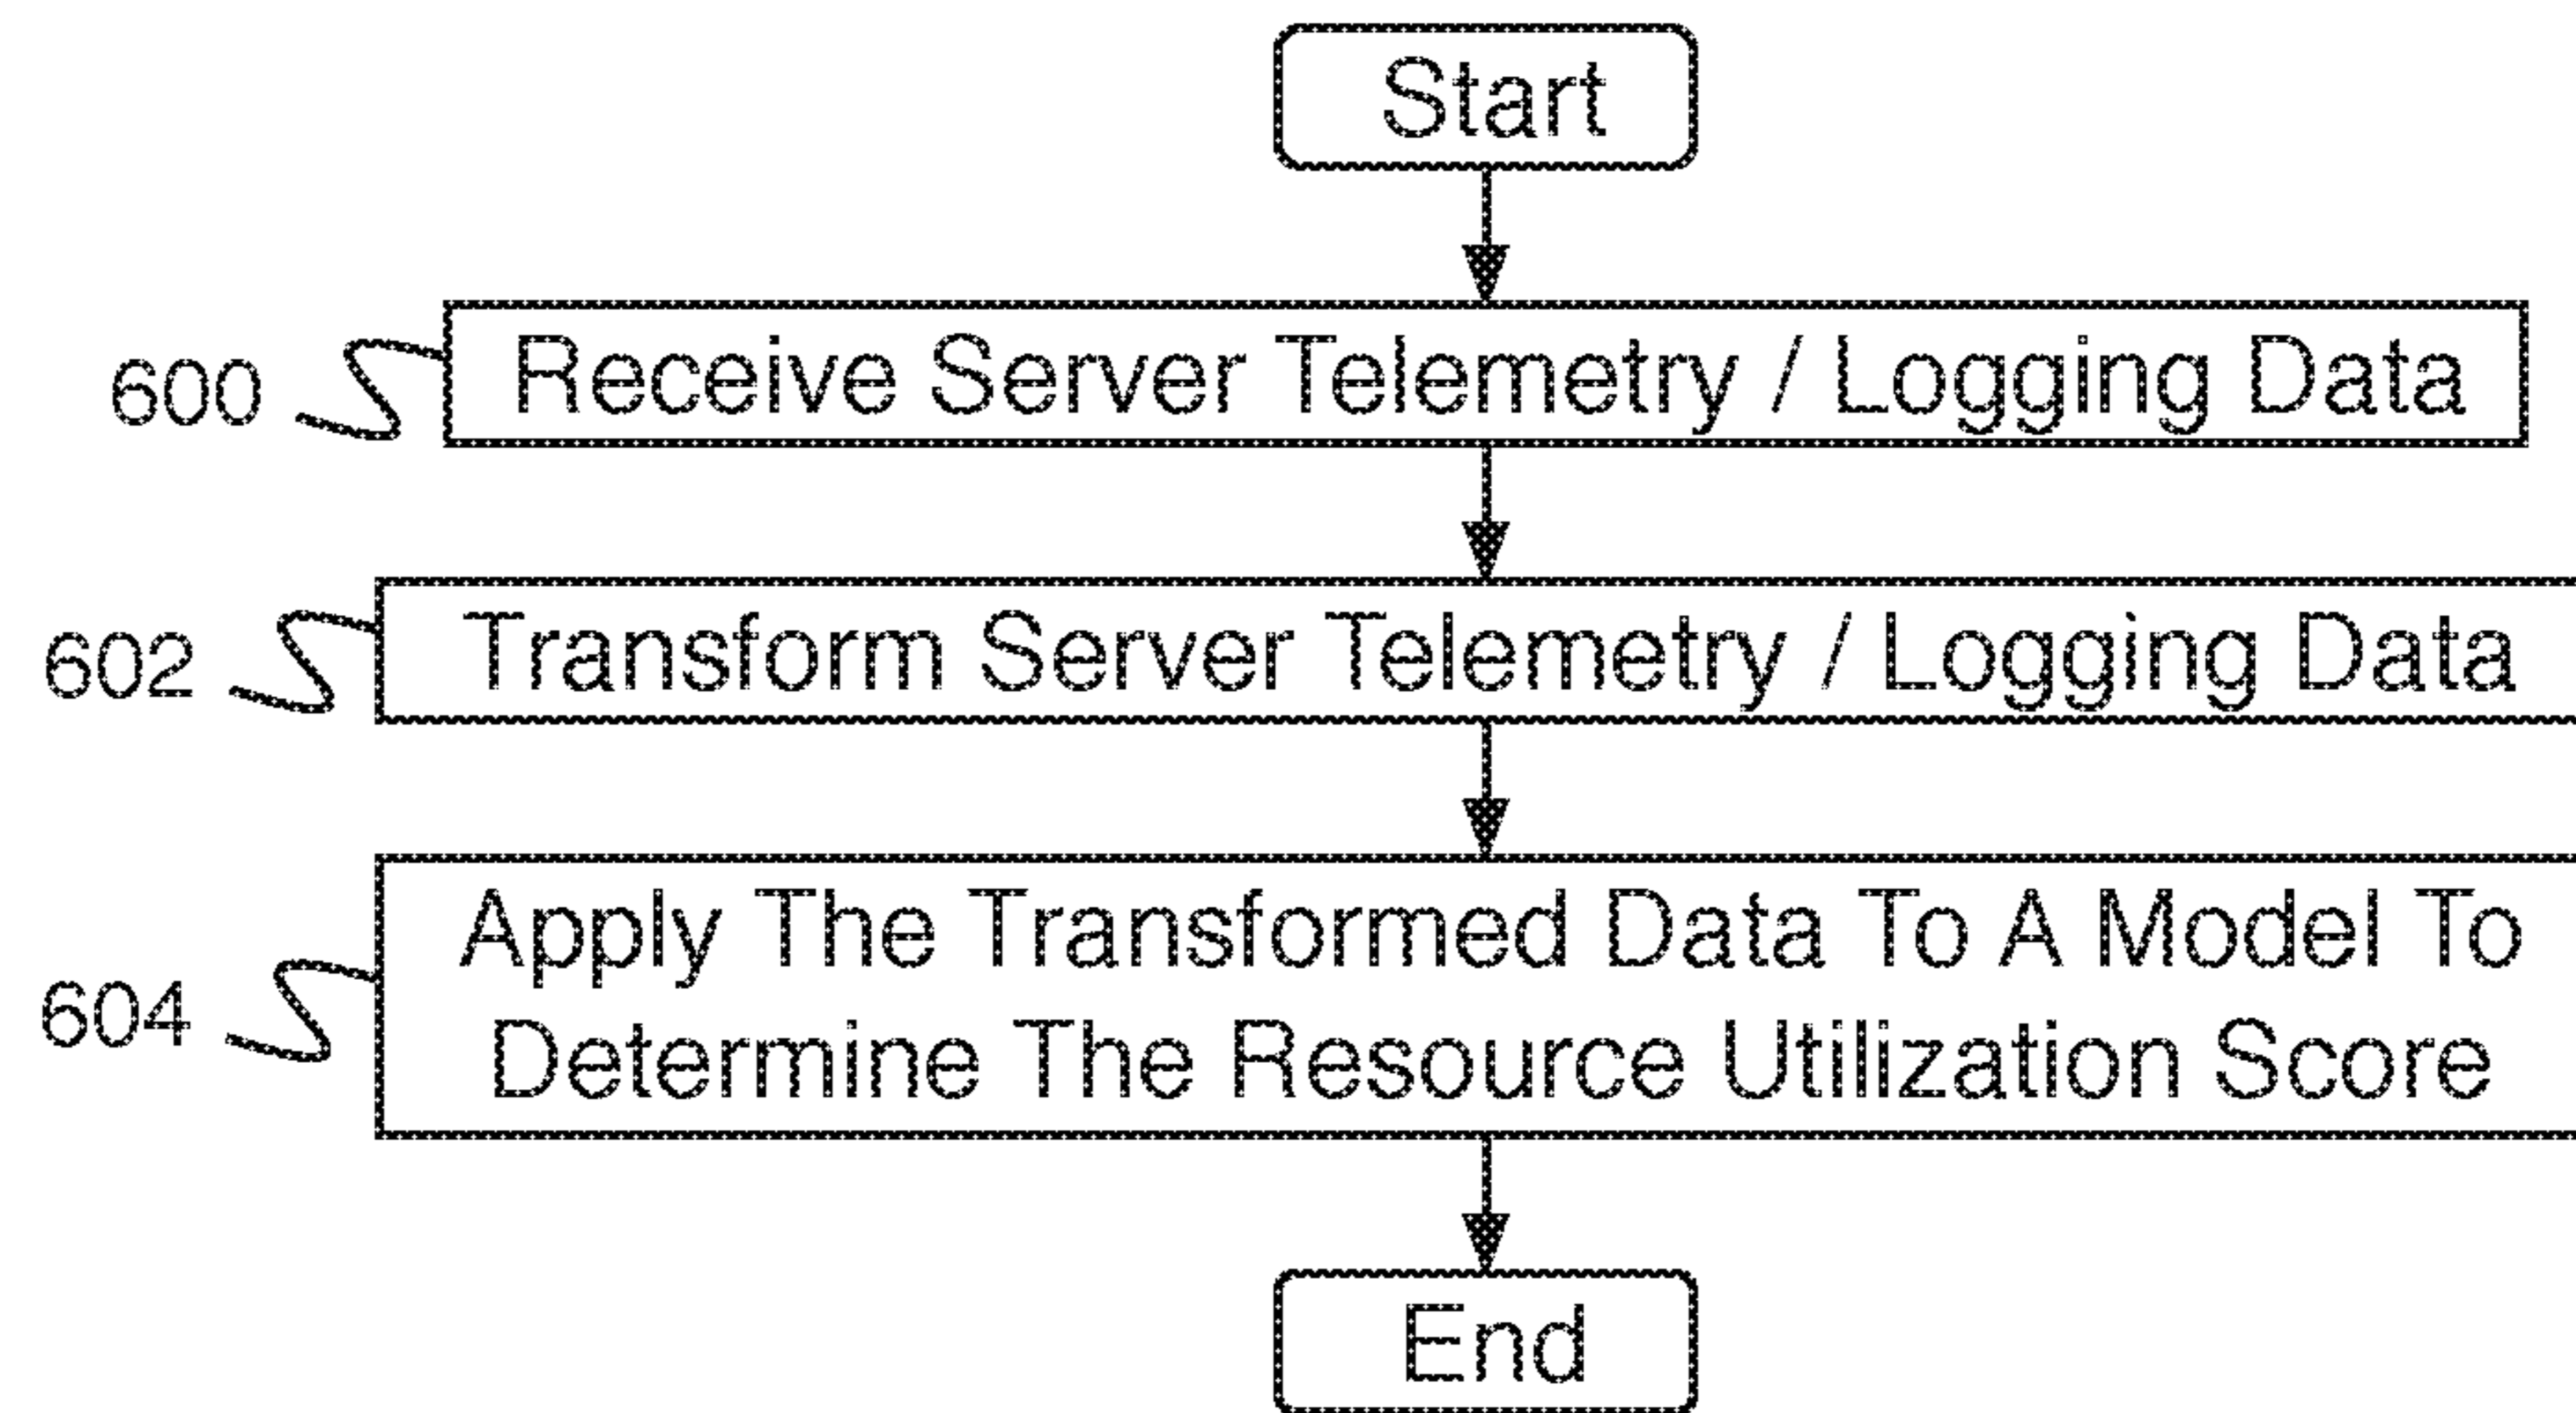 Start
600 Receive Server Telemetry / Logging Data
602 Transform Server Telemetry / Logging Data
604 Apply The Transformed Data To A Model To
Determine The Resource Utilization Score
End